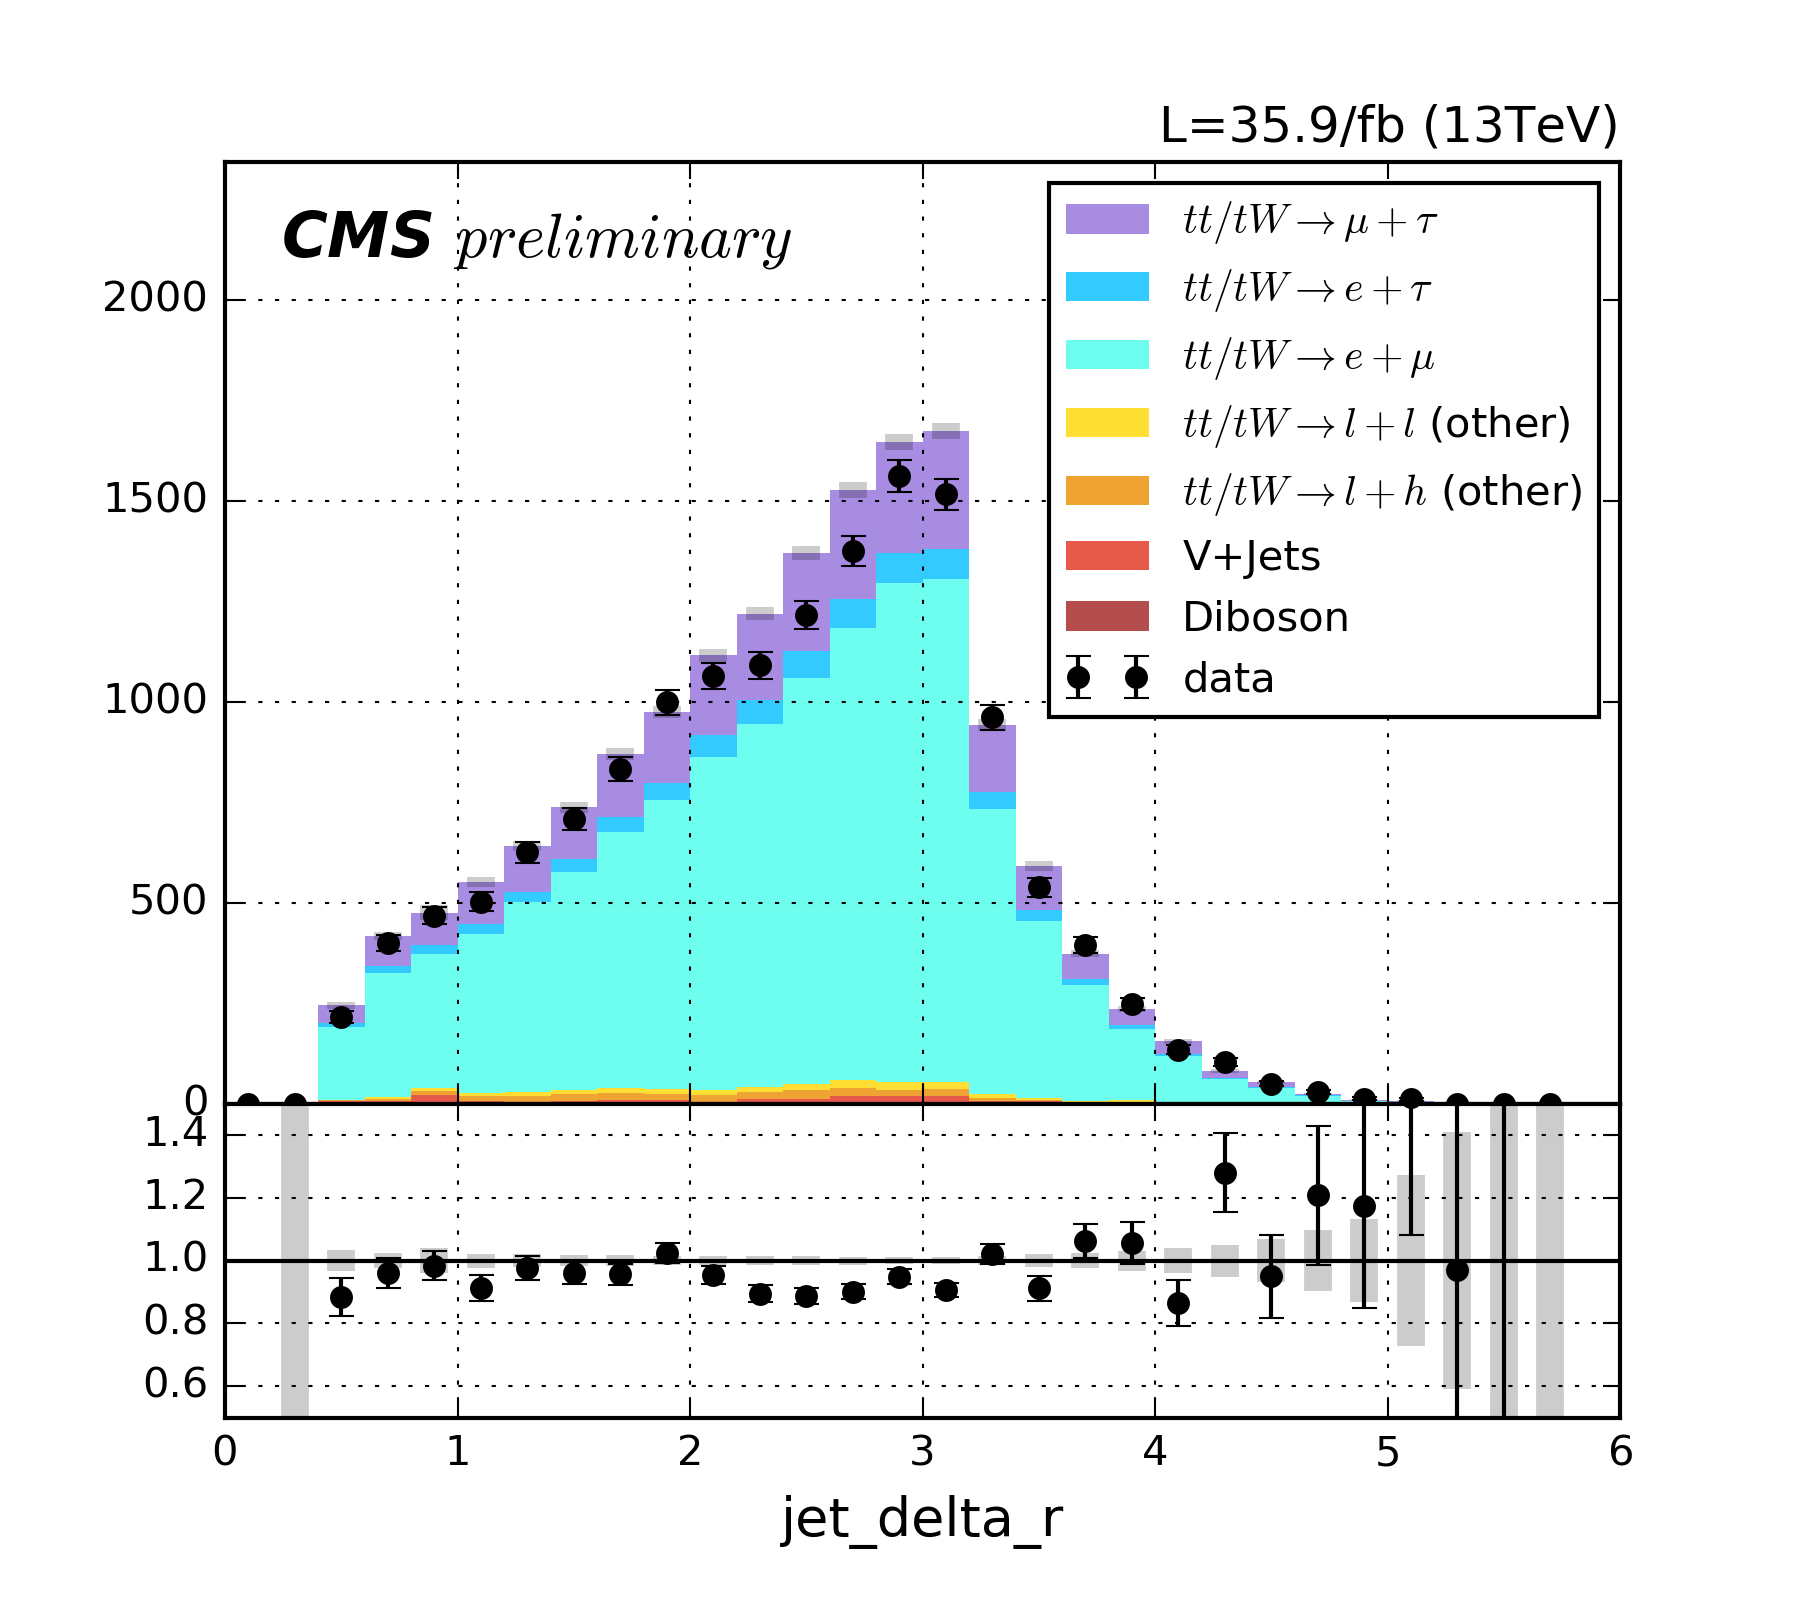 L=35.9/fb (13TeV)
CMS preliminary
tt/tW → μ + τ
tt/tW → e + τ
tt/tW → e + μ
tt/tW → l + l (other)
tt/tW → l + h (other)
V+Jets
Diboson
data
2000
1500
1000
500
0
1.4
1.2
1.0
0.8
0.6
0 1 2 3 4 5 6
jet_delta_r